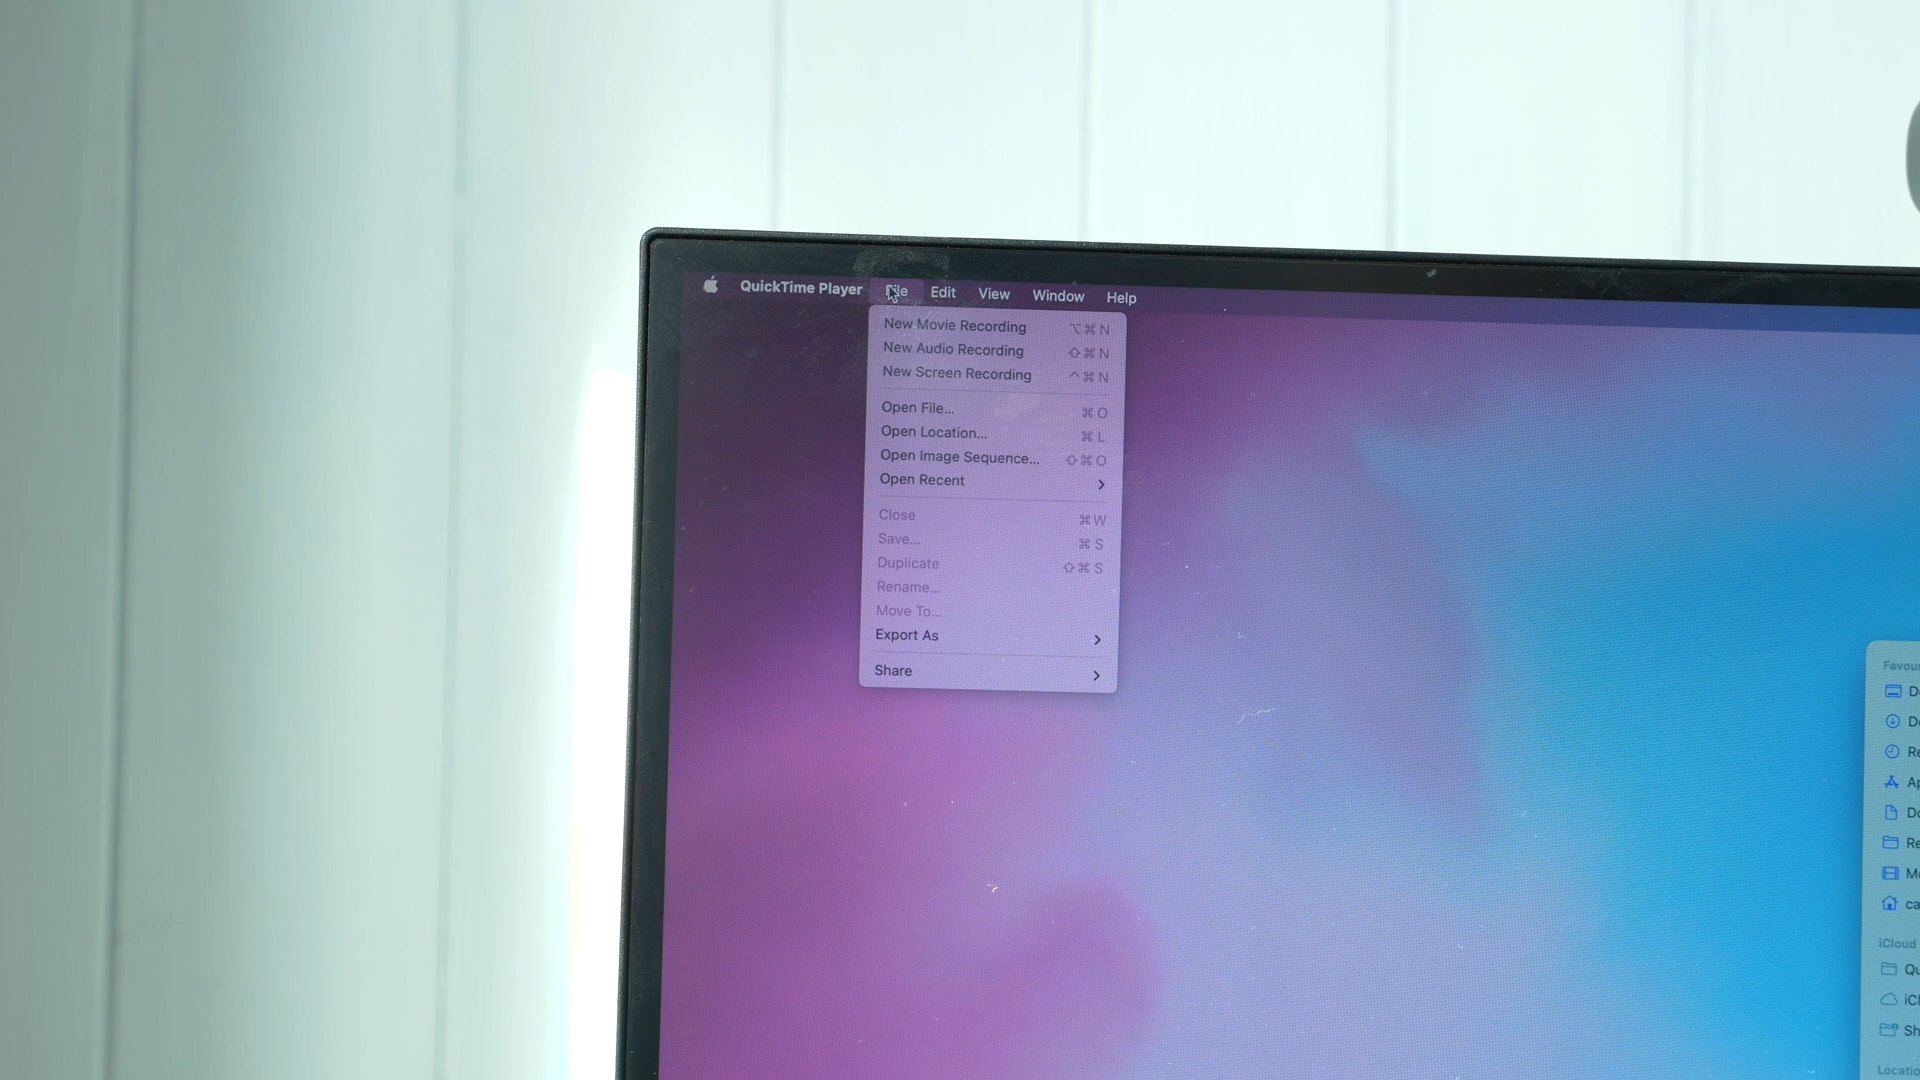 QuickTime Player File Edit View Window Help
New Movie Recording ⌥⌘N
New Audio Recording ⇧⌘N
New Screen Recording ^⌘N
Open File... ⌘O
Open Location... ⌘L
Open Image Sequence... ⇧⌘O
Open Recent
Close ⌘W
Save... ⌘S
Duplicate ⇧⌘S
Rename...
Move To...
Export As
Share
iCloud